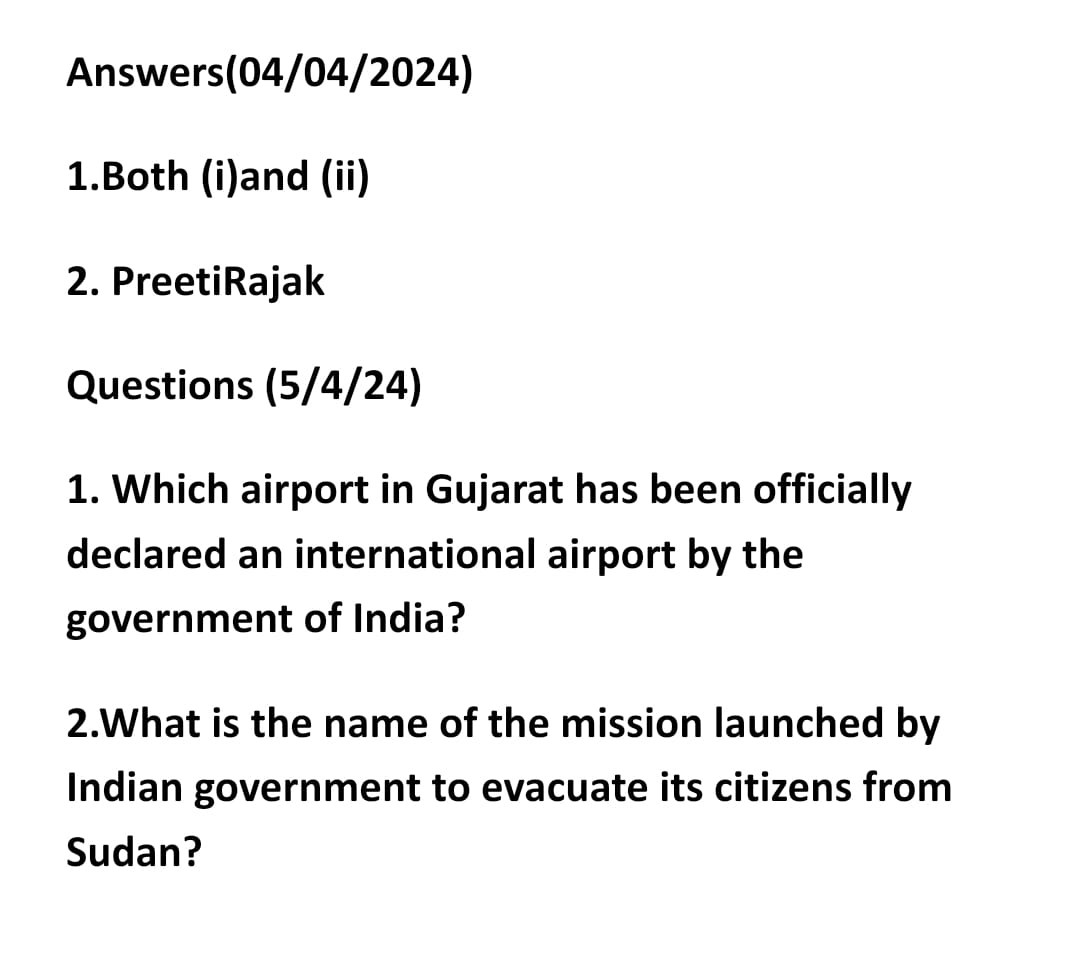 Answers(04/04/2024)
1.Both (i)and (ii)
2. PreetiRajak
Questions (5/4/24)
1. Which airport in Gujarat has been officially
declared an international airport by the
government of India?
2.What is the name of the mission launched by
Indian government to evacuate its citizens from
Sudan?